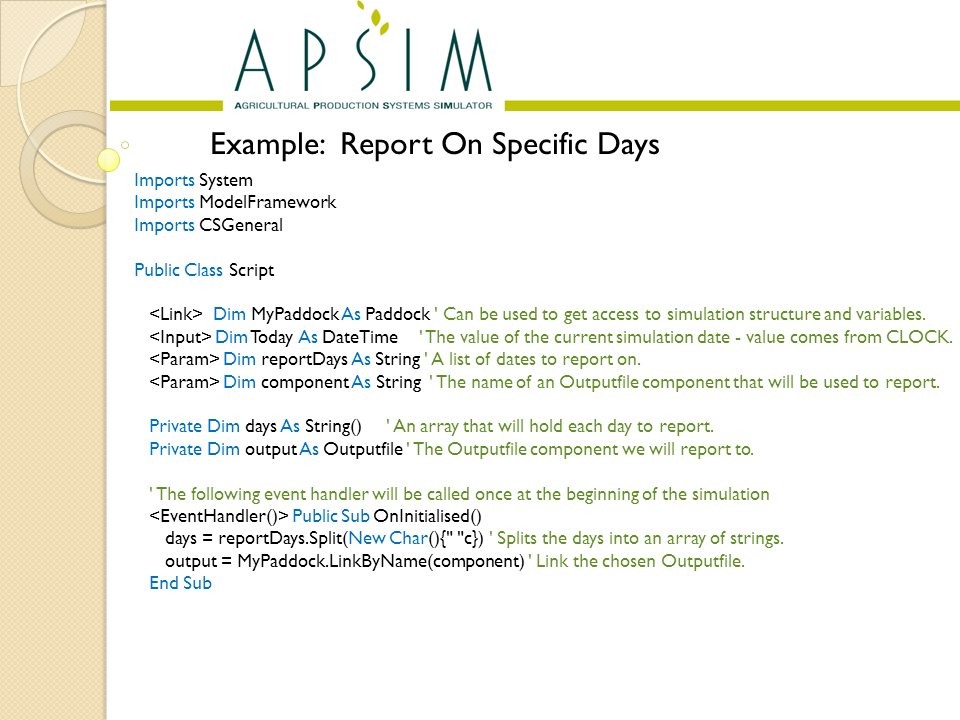 APSIM
AGRICULTURAL PRODUCTION SYSTEMS SIMULATOR
Example: Report On Specific Days
Imports System
Imports ModelFramework
Imports CSGeneral
Public Class Script
<Link> Dim MyPaddock As Paddock ' Can be used to get access to simulation structure and variables.
<Input> Dim Today As DateTime ' The value of the current simulation date - value comes from CLOCK.
<Param> Dim reportDays As String ' A list of dates to report on.
<Param> Dim component As String ' The name of an Outputfile component that will be used to report.
Private Dim days As String() ' An array that will hold each day to report.
Private Dim output As Outputfile ' The Outputfile component we will report to.
' The following event handler will be called once at the beginning of the simulation
<EventHandler()> Public Sub OnInitialised()
days = reportDays.Split(New Char(){" "c}) ' Splits the days into an array of strings.
output = MyPaddock.LinkByName(component) ' Link the chosen Outputfile.
End Sub